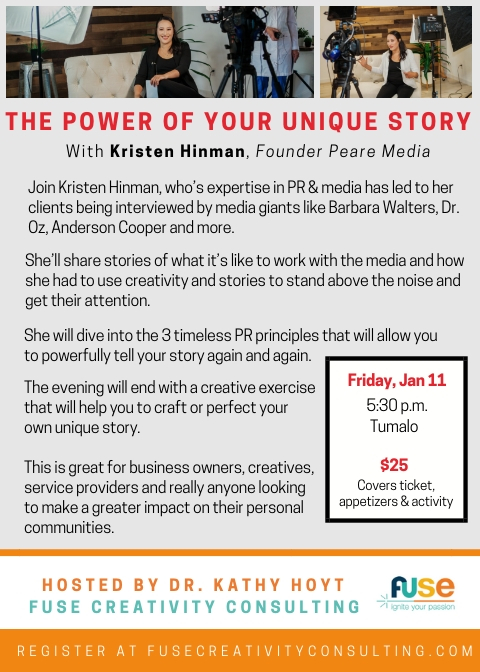 THE POWER OF YOUR UNIQUE STORY
With Kristen Hinman, Founder Peare Media
Join Kristen Hinman, who's expertise in PR & media has led to her
clients being interviewed by media giants like Barbara Walters, Dr.
Oz, Anderson Cooper and more.
She'll share stories of what it's like to work with the media and how
she had to use creativity and stories to stand above the noise and
get their attention.
She will dive into the 3 timeless PR principles that will allow you
to powerfully tell your story again and again.
The evening will end with a creative exercise
that will help you to craft or perfect your
own unique story.
This is great for business owners, creatives,
service providers and really anyone looking
to make a greater impact on their personal
communities.
Friday, Jan 11
5:30 p.m.
Tumalo
$25
Covers ticket,
appetizers & activity
HOSTED BY DR. KATHY HOYT
FUSE CREATIVITY CONSULTING
fuse
ignite your passion
REGISTER AT FUSECREATIVITYCONSULTING.COM